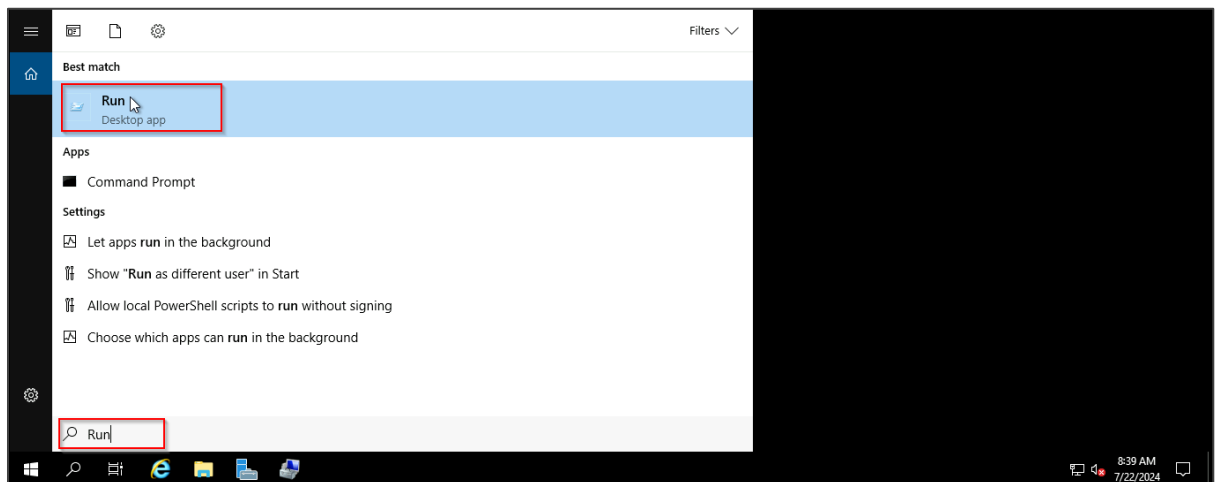 Filters
Best match
Run
Desktop app
Apps
Command Prompt
Settings
Let apps run in the background
Show "Run as different user" in Start
Allow local PowerShell scripts to run without signing
Choose which apps can run in the background
Run
8:39 AM
7/22/2024